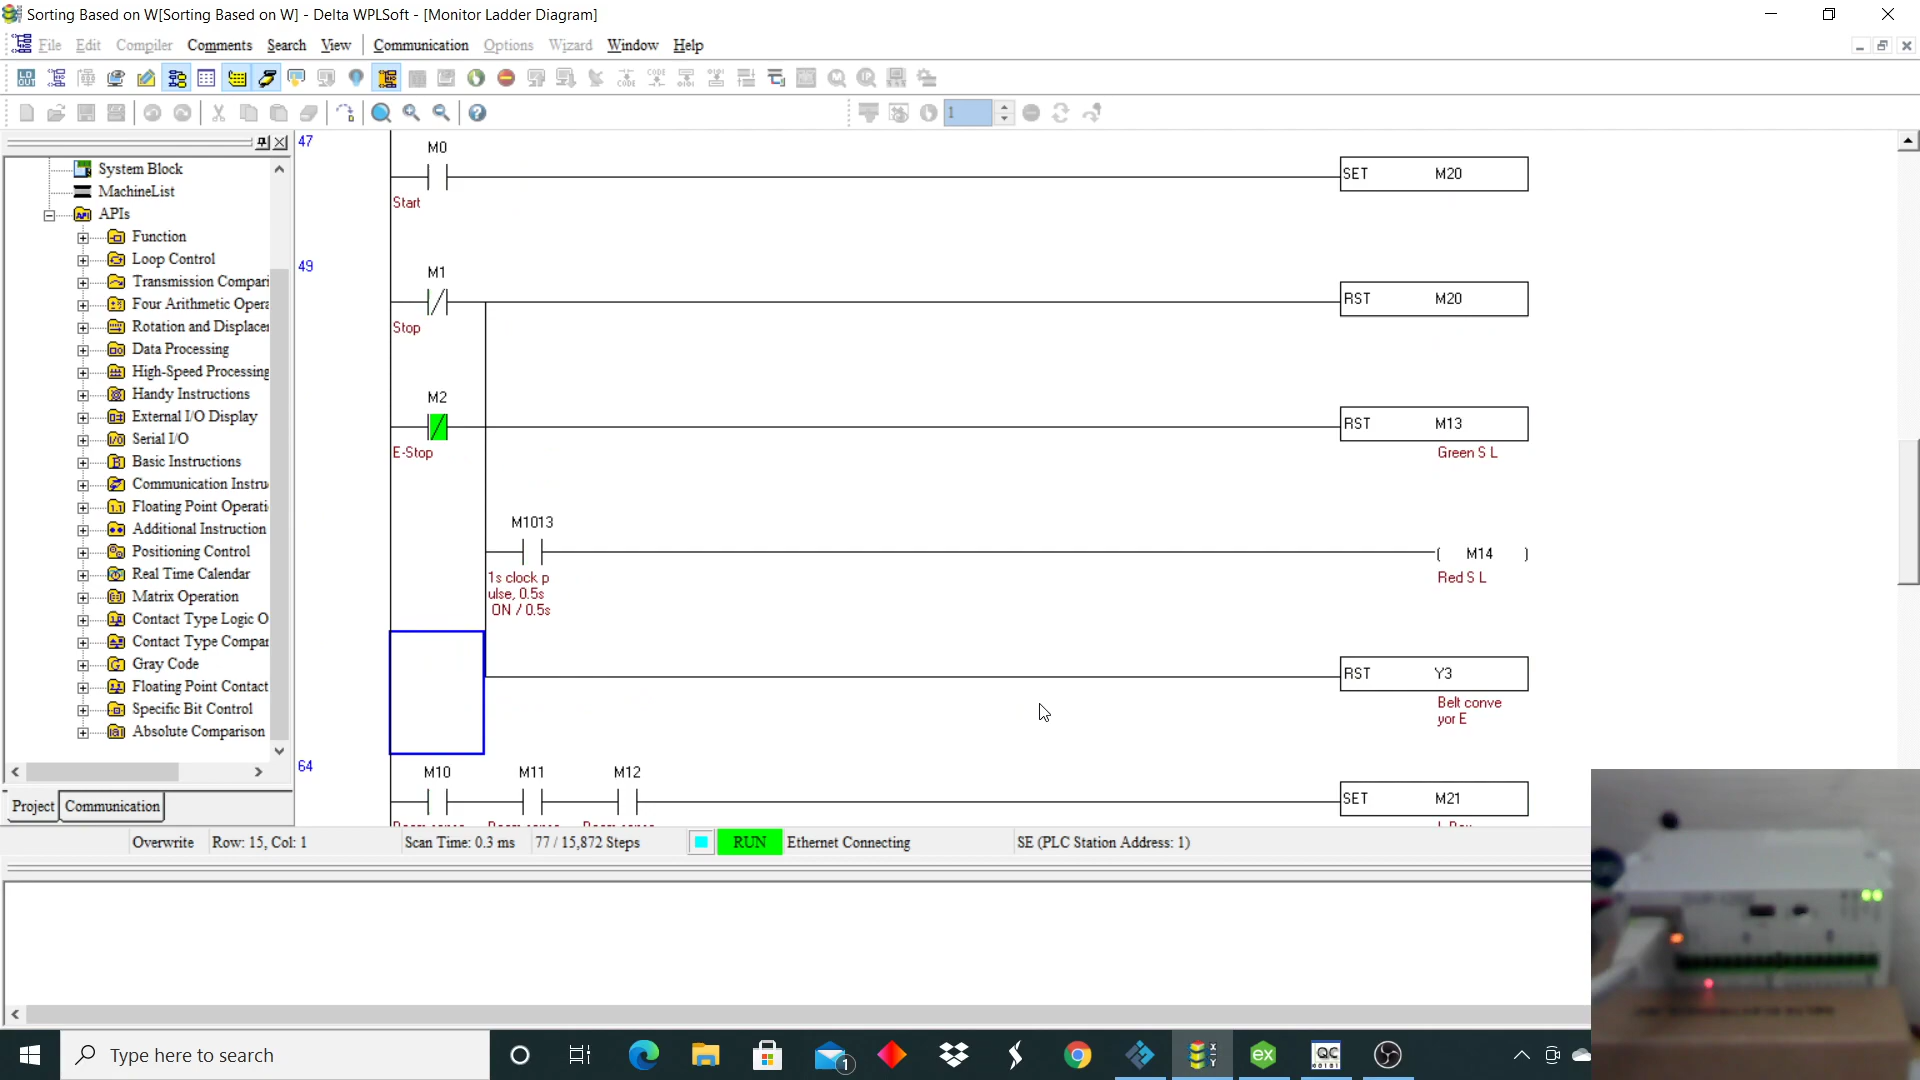 Sorting Based on W[Sorting Based on W] - Delta WPLSoft - [Monitor Ladder Diagram]
File Edit Compiler Comments Search View Communication Options Wizard Window Help
1
System Block
MachineList
APIs
Function
Loop Control
Transmission Compari
Four Arithmetic Opera
Rotation and Displacer
Data Processing
High-Speed Processing
Handy Instructions
External I/O Display
Serial I/O
Basic Instructions
Communication Instru
Floating Point Operati
Additional Instruction
Positioning Control
Real Time Calendar
Matrix Operation
Contact Type Logic O
Contact Type Compar
Gray Code
Floating Point Contact
Specific Bit Control
Absolute Comparison
Project Communication
47
M0
SET M20
Start
49
M1
RST M20
Stop
M2
RST M13
E-Stop
Green S L
M1013
( M14 )
1s clock p
ulse, 0.5s
ON / 0.5s
Red S L
RST Y3
Belt conve
yor E
64
M10 M11 M12
SET M21
Overwrite Row: 15, Col: 1 Scan Time: 0.3 ms 77 / 15,872 Steps RUN Ethernet Connecting SE (PLC Station Address: 1)
Type here to search
1
ex
QC
X
Y